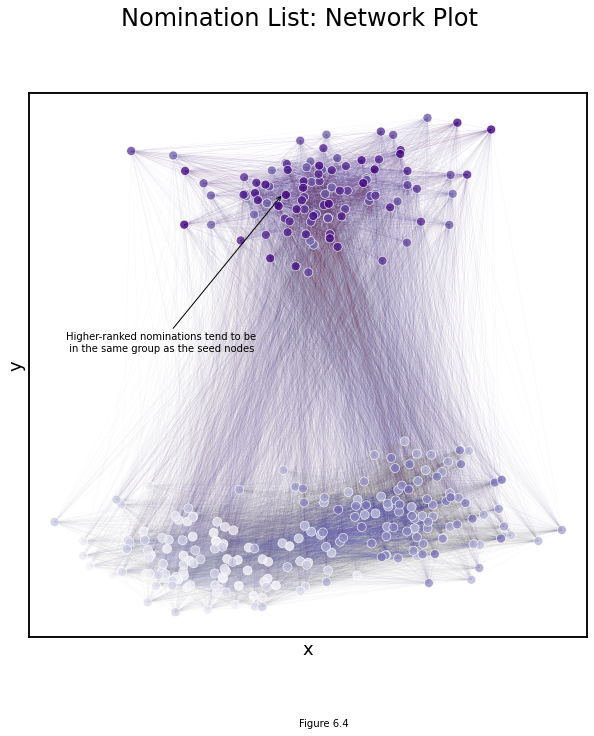 Nomination List: Network Plot
Higher-ranked nominations tend to be
in the same group as the seed nodes
y
x
Figure 6.4